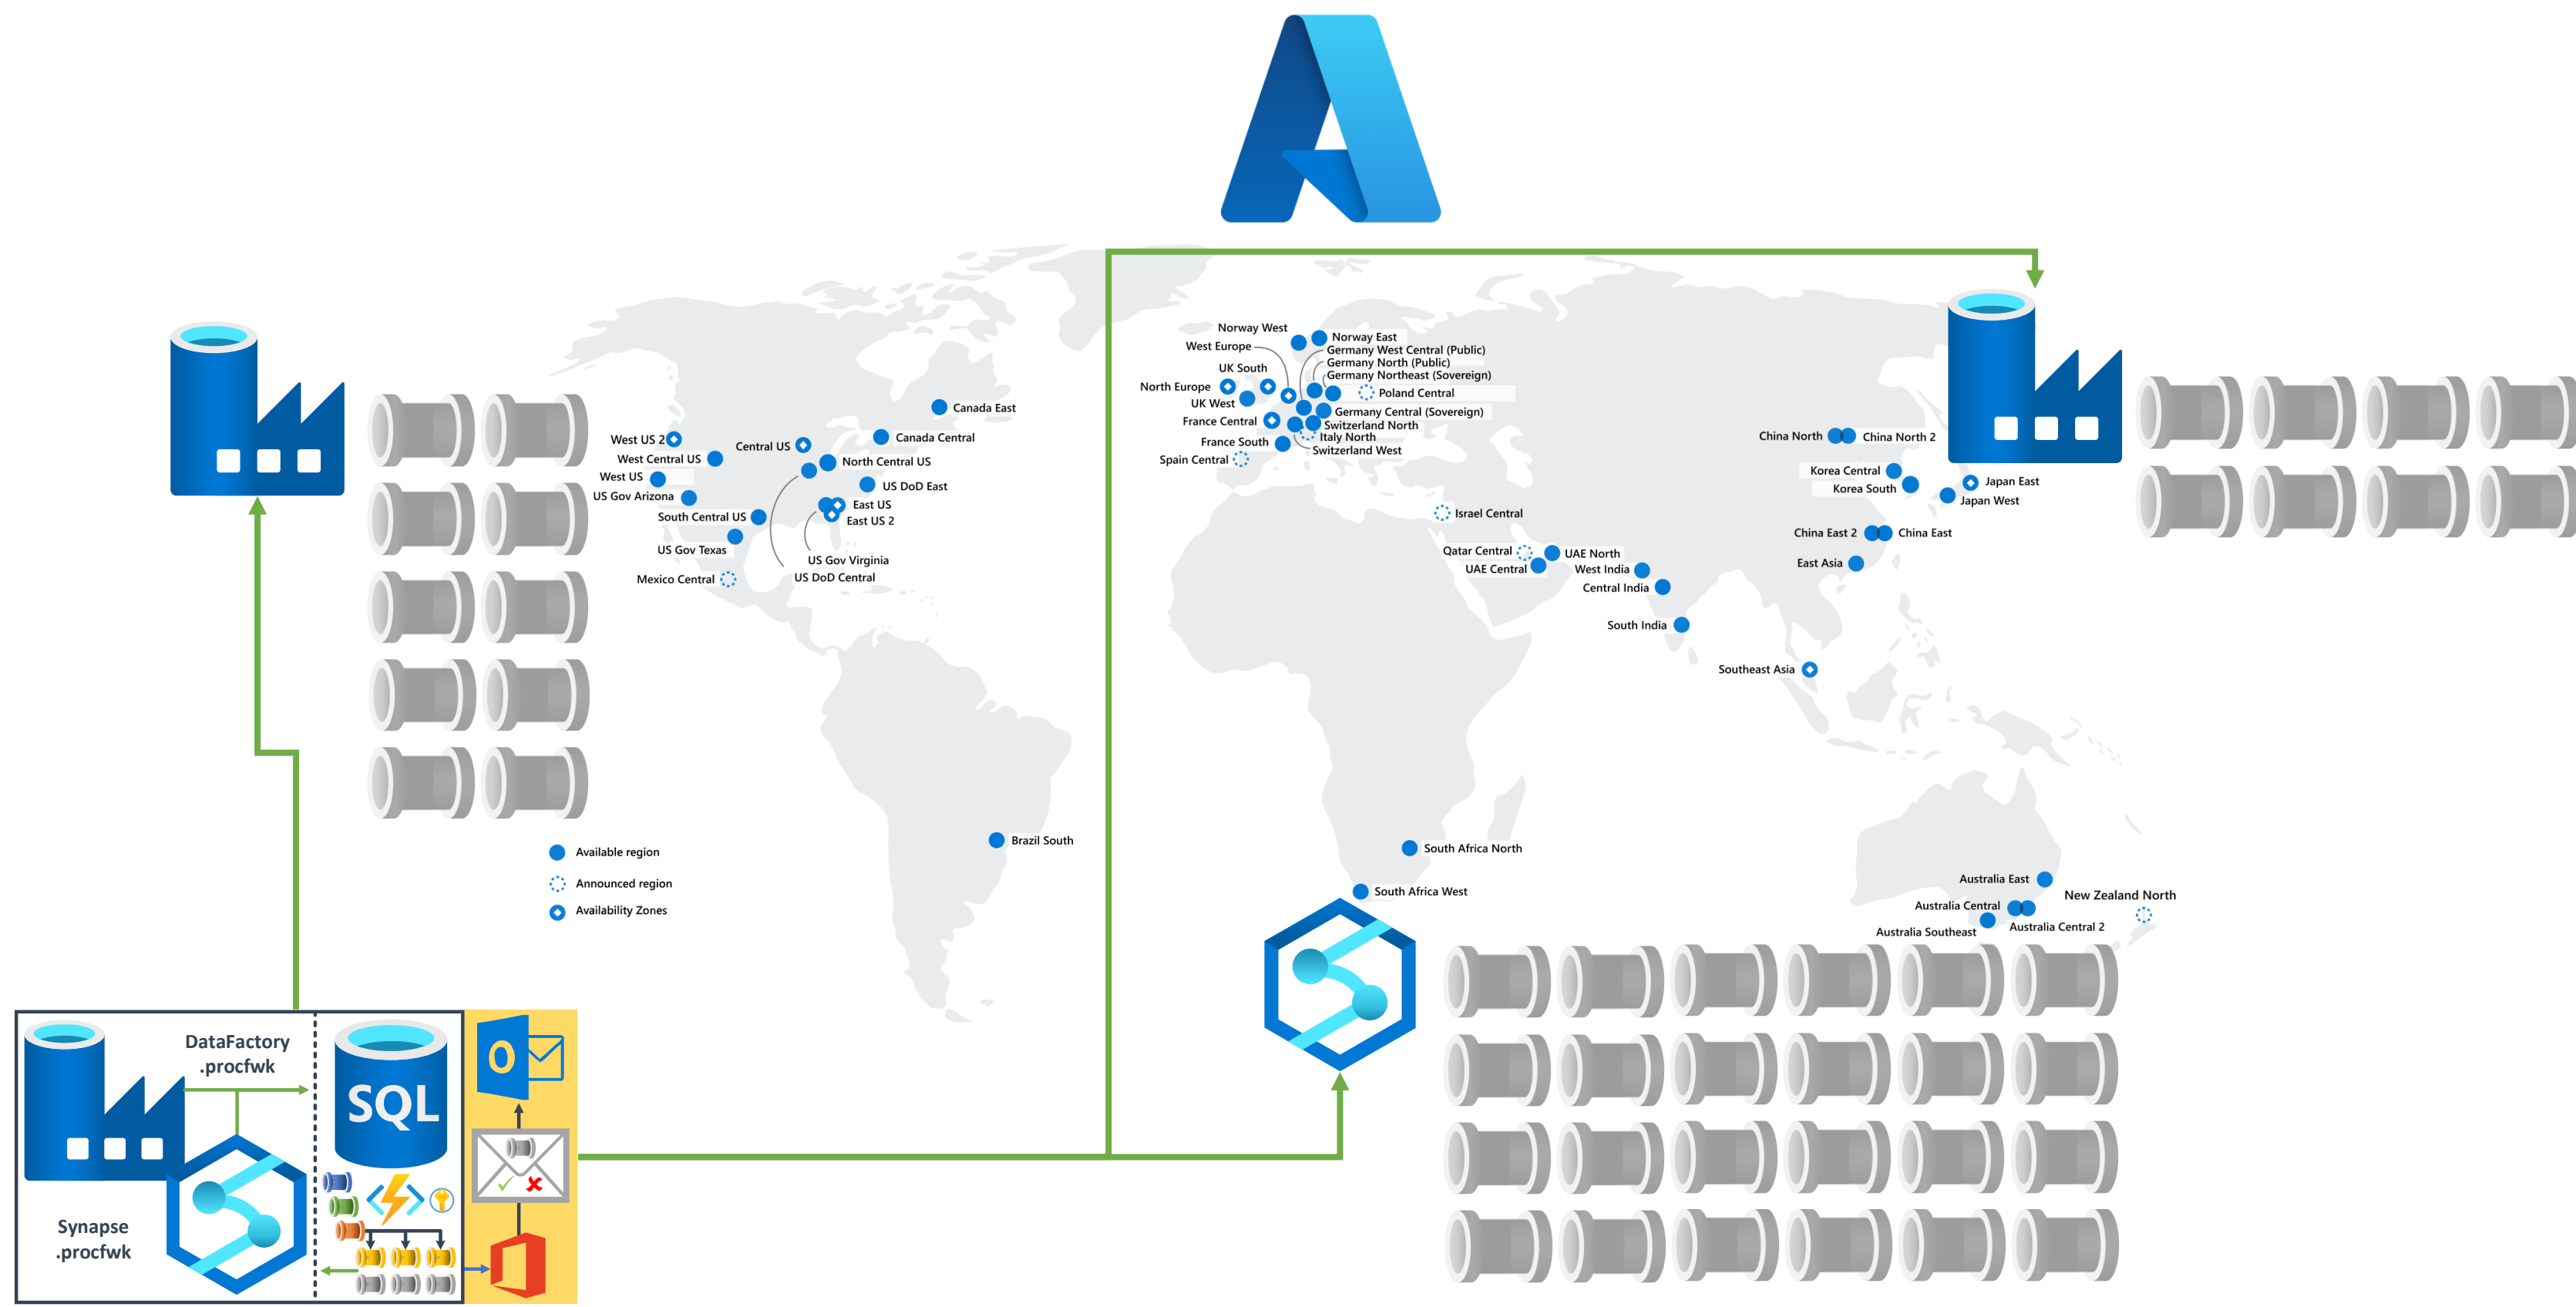 Norway West
Norway East
West Europe
Germany West Central (Public)
Germany North (Public)
UK South
Germany Northeast (Sovereign)
North Europe
Poland Central
UK West
Germany Central (Sovereign)
France Central
Switzerland North
Italy North
France South
Switzerland West
Spain Central
Canada East
Canada Central
West US 2
Central US
West Central US
North Central US
West US
US DoD East
US Gov Arizona
East US
South Central US
East US 2
US Gov Texas
US Gov Virginia
Mexico Central
US DoD Central
China North
China North 2
Korea Central
Korea South
Japan East
Japan West
Israel Central
China East 2
China East
Qatar Central
UAE North
UAE Central
West India
East Asia
Central India
South India
Southeast Asia
Brazil South
South Africa North
South Africa West
Available region
Announced region
Availability Zones
Australia East
New Zealand North
Australia Central
Australia Central 2
Australia Southeast
DataFactory
.procfwk
SQL
O
Synapse
.procfwk